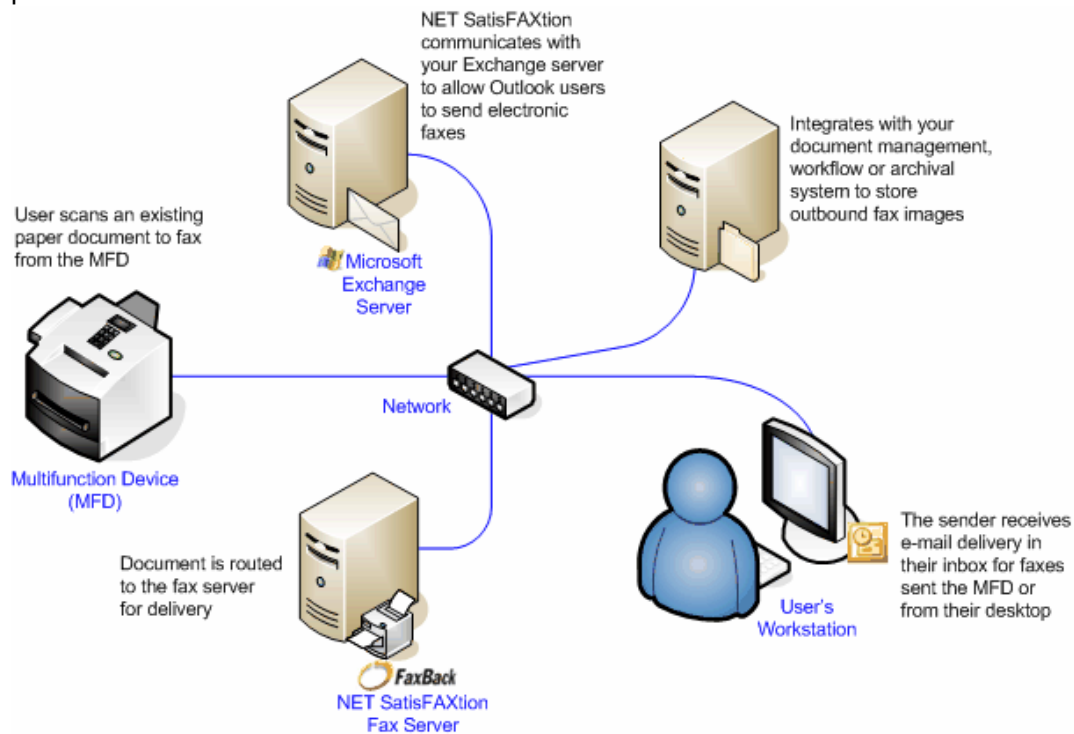 NET SatisFAXtion
communicates with
your Exchange server
to allow Outlook users
to send electronic
faxes
Integrates with your
document management,
workflow or archival
system to store
outbound fax images
User scans an existing
paper document to fax
from the MFD
Microsoft
Exchange
Server
Network
Multifunction Device
(MFD)
Document is routed
to the fax server
for delivery
The sender receives
e-mail delivery in
their inbox for faxes
sent the MFD or
from their desktop
User's
Workstation
FaxBack
NET SatisFAXtion
Fax Server